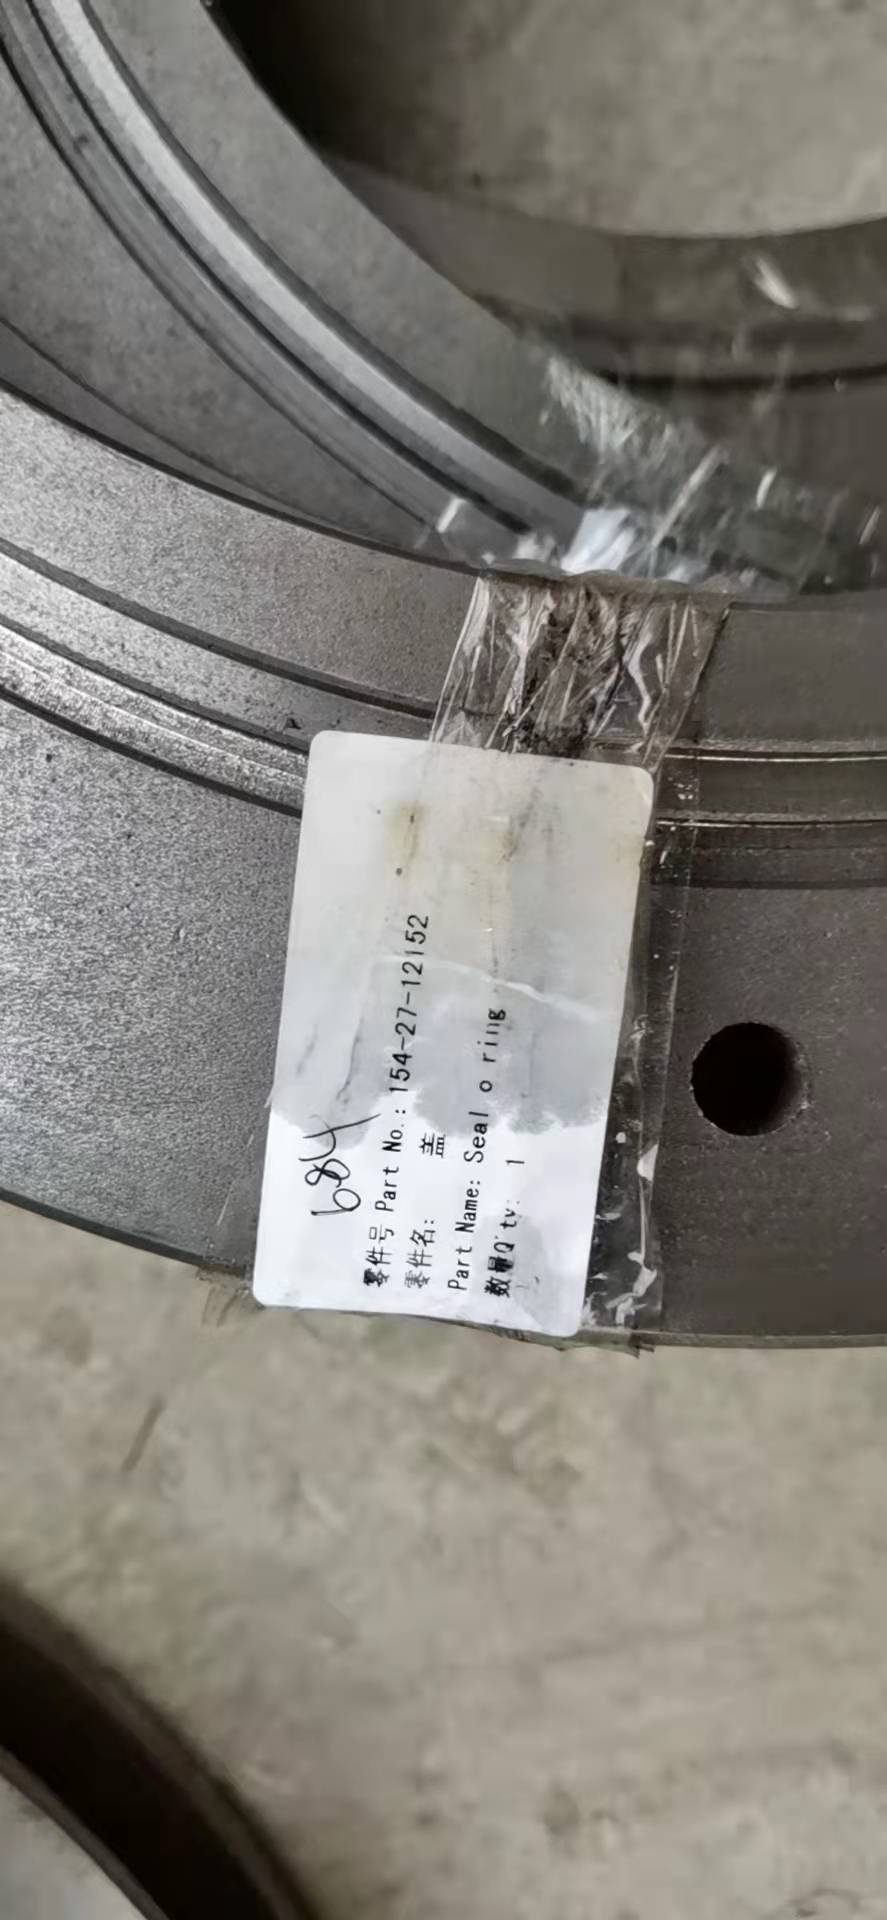 684
零件号 Part No.: 154-27-12152
零件名: 盖
Part Name: Seal o ring
数量Q'ty: 1